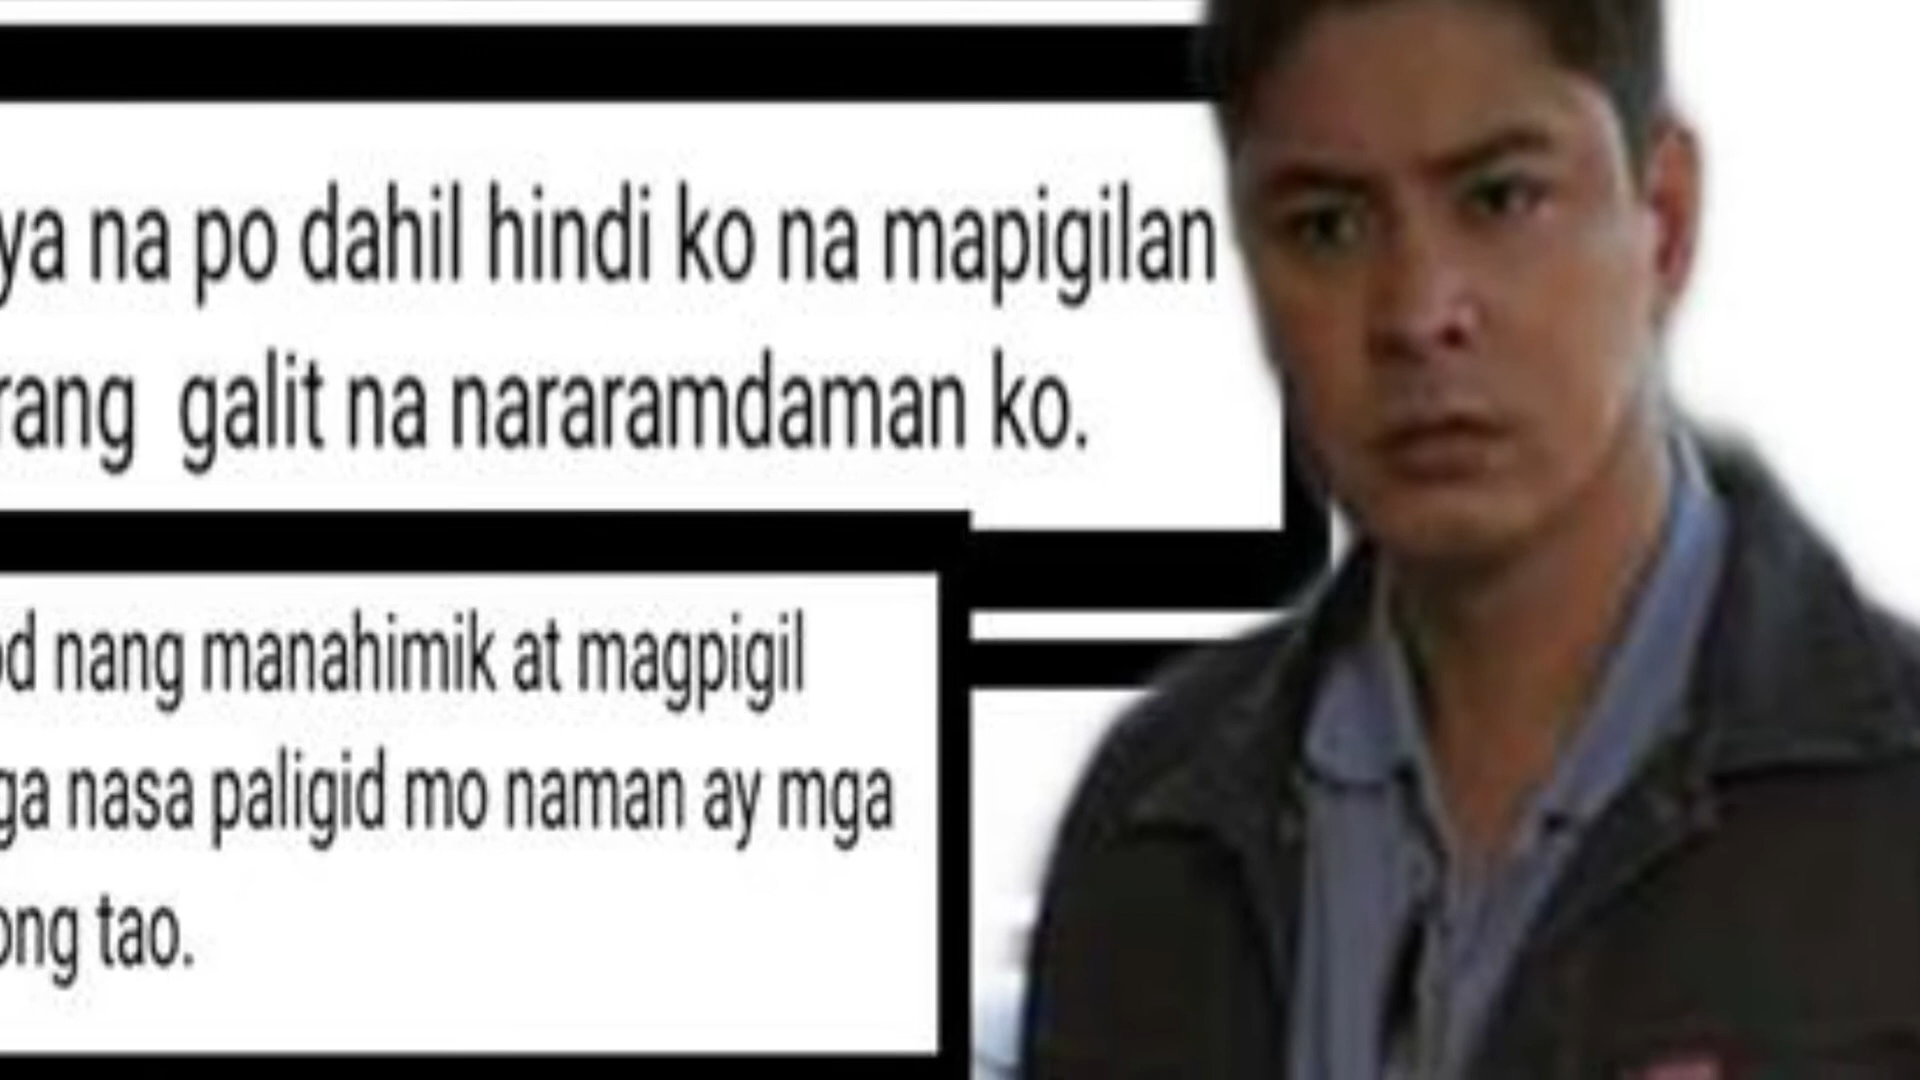 ya na po dahil hindi ko na mapigilan
rang galit na nararamdaman ko.
od nang manahimik at magpigil
ga nasa paligid mo naman ay mga
ong tao.